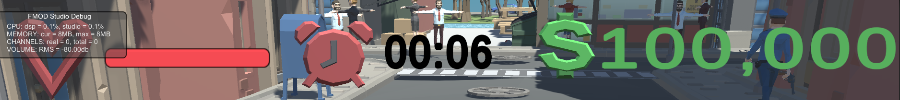 FMOD Studio Debug
CPU: dsp = 0.1%, studio = 0.1%
MEMORY: cur = 8MB, max = 8MB
CHANNELS: real = 0, total = 0
VOLUME: RMS = -80.00db
00:06
$100,000